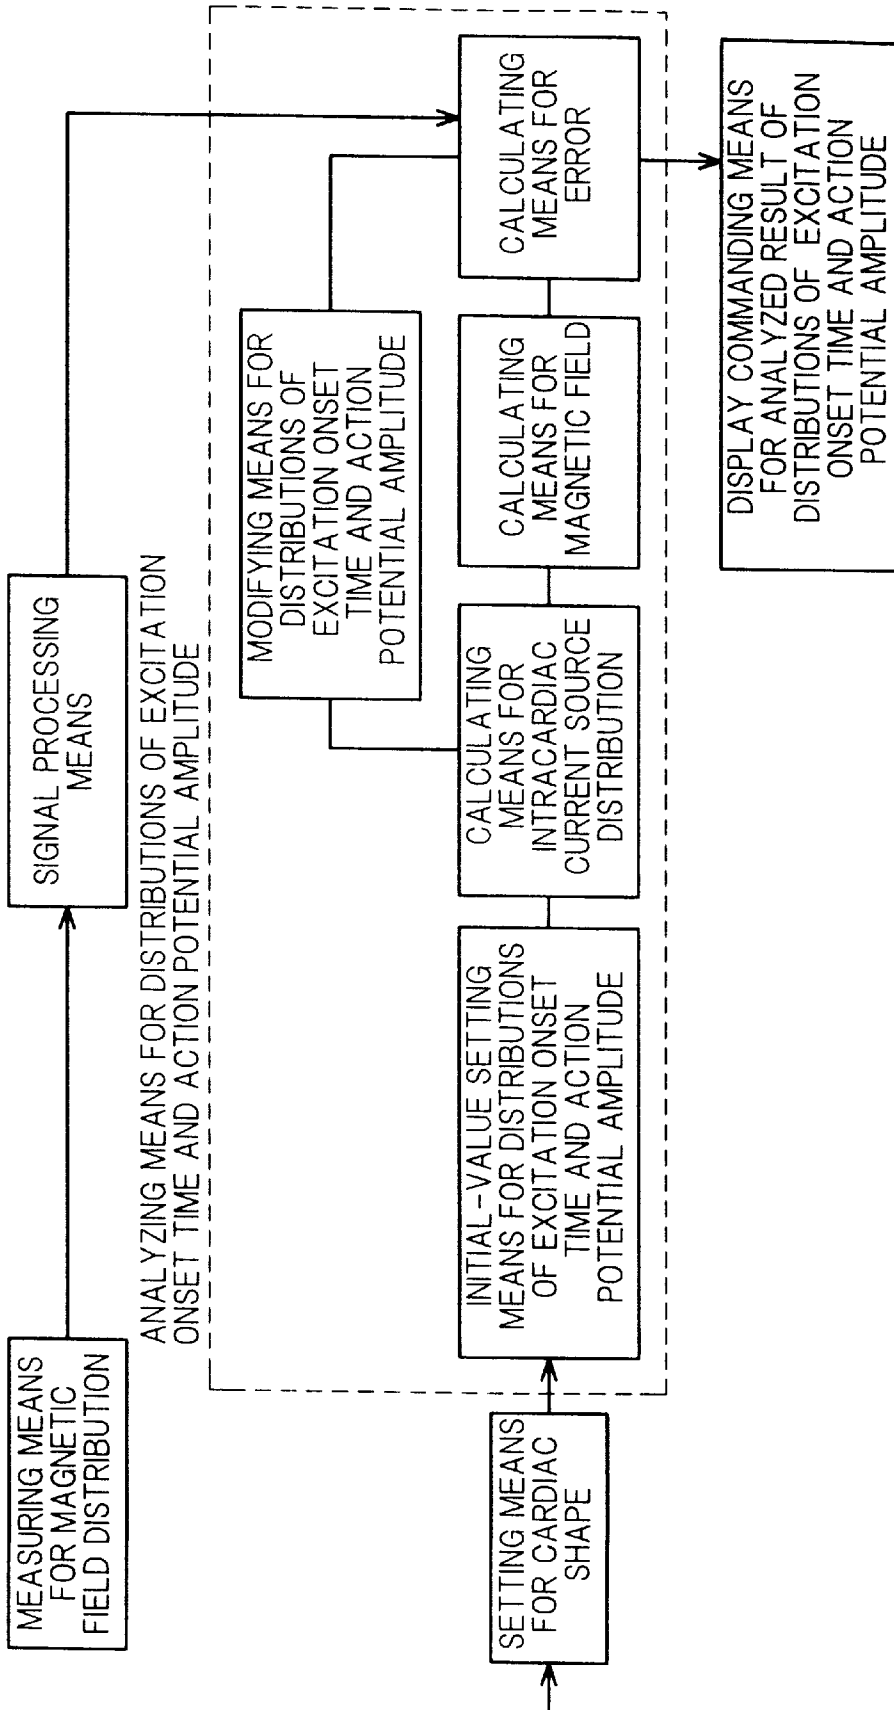 MEASURING MEANS
FOR MAGNETIC
FIELD DISTRIBUTION
SIGNAL PROCESSING
MEANS
ANALYZING MEANS FOR DISTRIBUTIONS OF EXCITATION
ONSET TIME AND ACTION POTENTIAL AMPLITUDE
MODIFYING MEANS FOR
DISTRIBUTIONS OF
EXCITATION ONSET
TIME AND ACTION
POTENTIAL AMPLITUDE
SETTING MEANS
FOR CARDIAC
SHAPE
INITIAL-VALUE SETTING
MEANS FOR DISTRIBUTIONS
OF EXCITATION ONSET
TIME AND ACTION
POTENTIAL AMPLITUDE
CALCULATING
MEANS FOR
INTRACARDIAC
CURRENT SOURCE
DISTRIBUTION
CALCULATING
MEANS FOR
MAGNETIC FIELD
CALCULATING
MEANS FOR
ERROR
DISPLAY COMMANDING MEANS
FOR ANALYZED RESULT OF
DISTRIBUTIONS OF EXCITATION
ONSET TIME AND ACTION
POTENTIAL AMPLITUDE